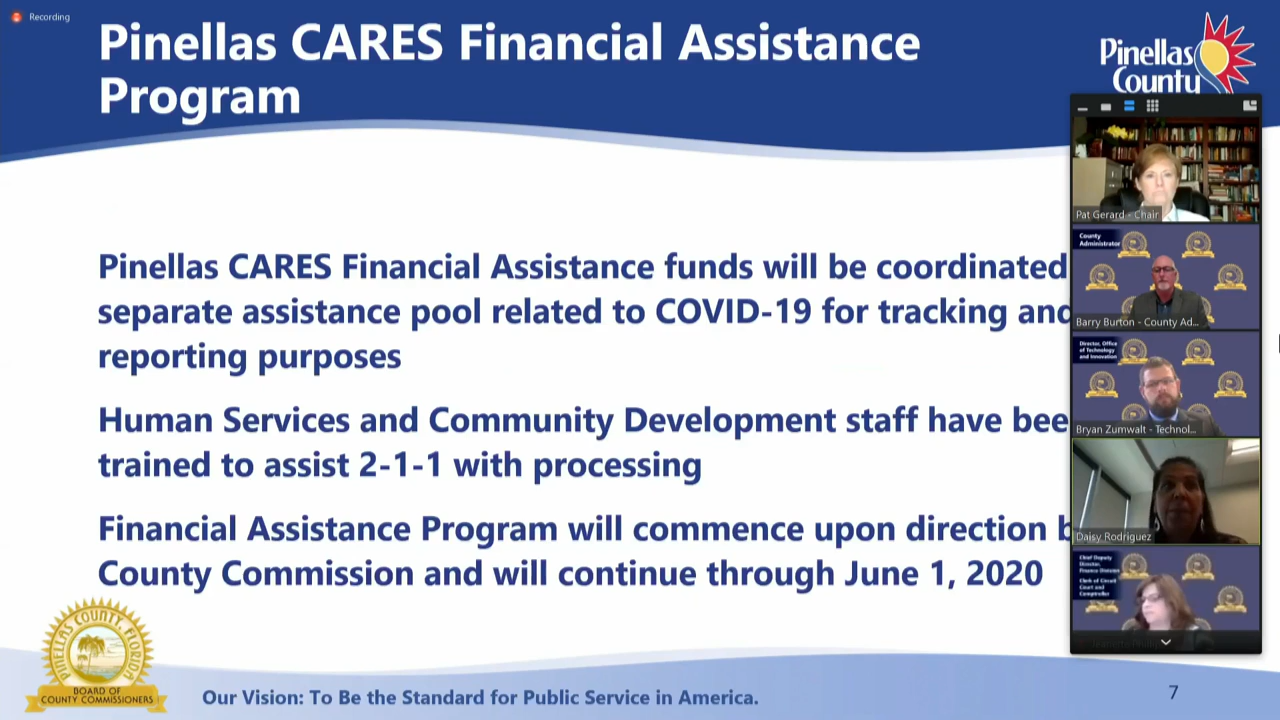 Recording
Pinellas CARES Financial Assistance
Program
Pinellas
County
Pinellas CARES Financial Assistance funds will be coordinated
separate assistance pool related to COVID-19 for tracking and
reporting purposes
Human Services and Community Development staff have bee
trained to assist 2-1-1 with processing
Financial Assistance Program will commence upon direction b
County Commission and will continue through June 1, 2020
Pat Gerard - Chair
County
Administrator
Barry Burton - County Ad...
Director, Office
of Technology
and Innovation
Bryan Zumwalt - Technol...
Daisy Rodriguez
Chief Deputy
Director,
Finance Division
Clerk of Circuit
Court and
Comptroller
PINELLAS COUNTY, FLORIDA
BOARD OF
COUNTY COMMISSIONERS
Our Vision: To Be the Standard for Public Service in America.
7